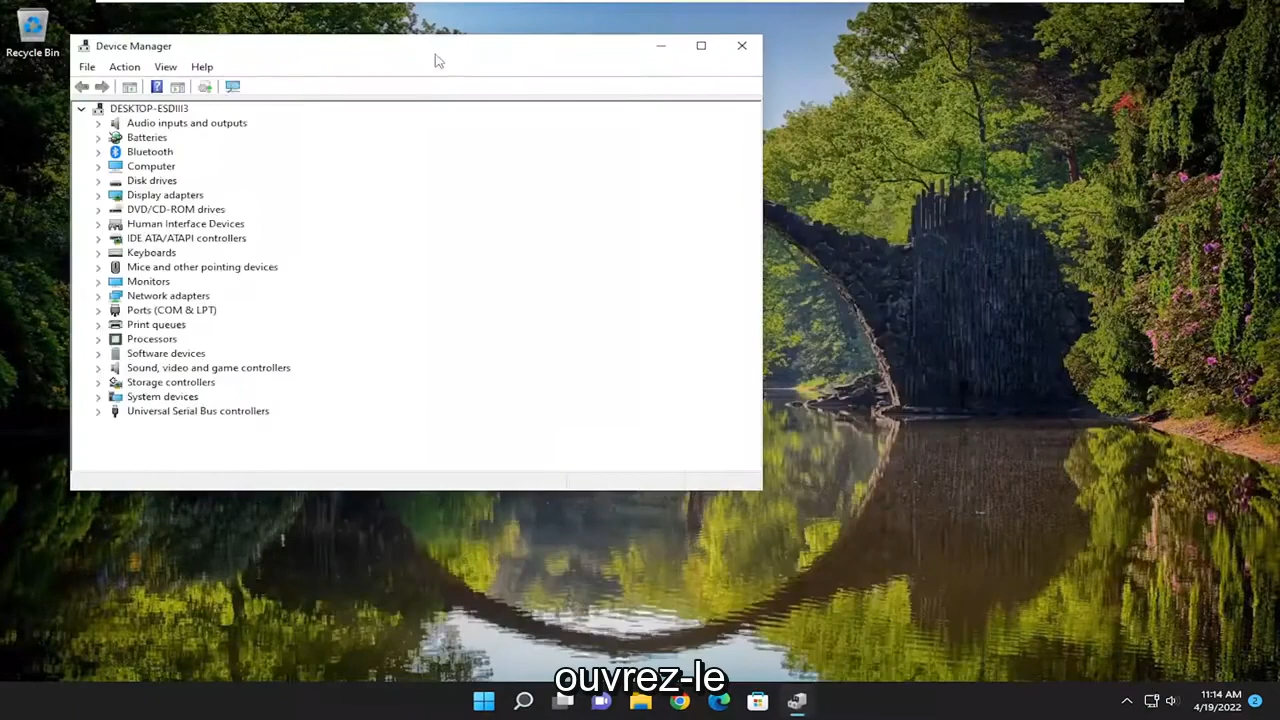 Recycle Bin
Device Manager
File Action View Help
DESKTOP-ESDIII3
Audio inputs and outputs
Batteries
Bluetooth
Computer
Disk drives
Display adapters
DVD/CD-ROM drives
Human Interface Devices
IDE ATA/ATAPI controllers
Keyboards
Mice and other pointing devices
Monitors
Network adapters
Ports (COM & LPT)
Print queues
Processors
Software devices
Sound, video and game controllers
Storage controllers
System devices
Universal Serial Bus controllers
ouvrez-le
11:14 AM
4/19/2022
2